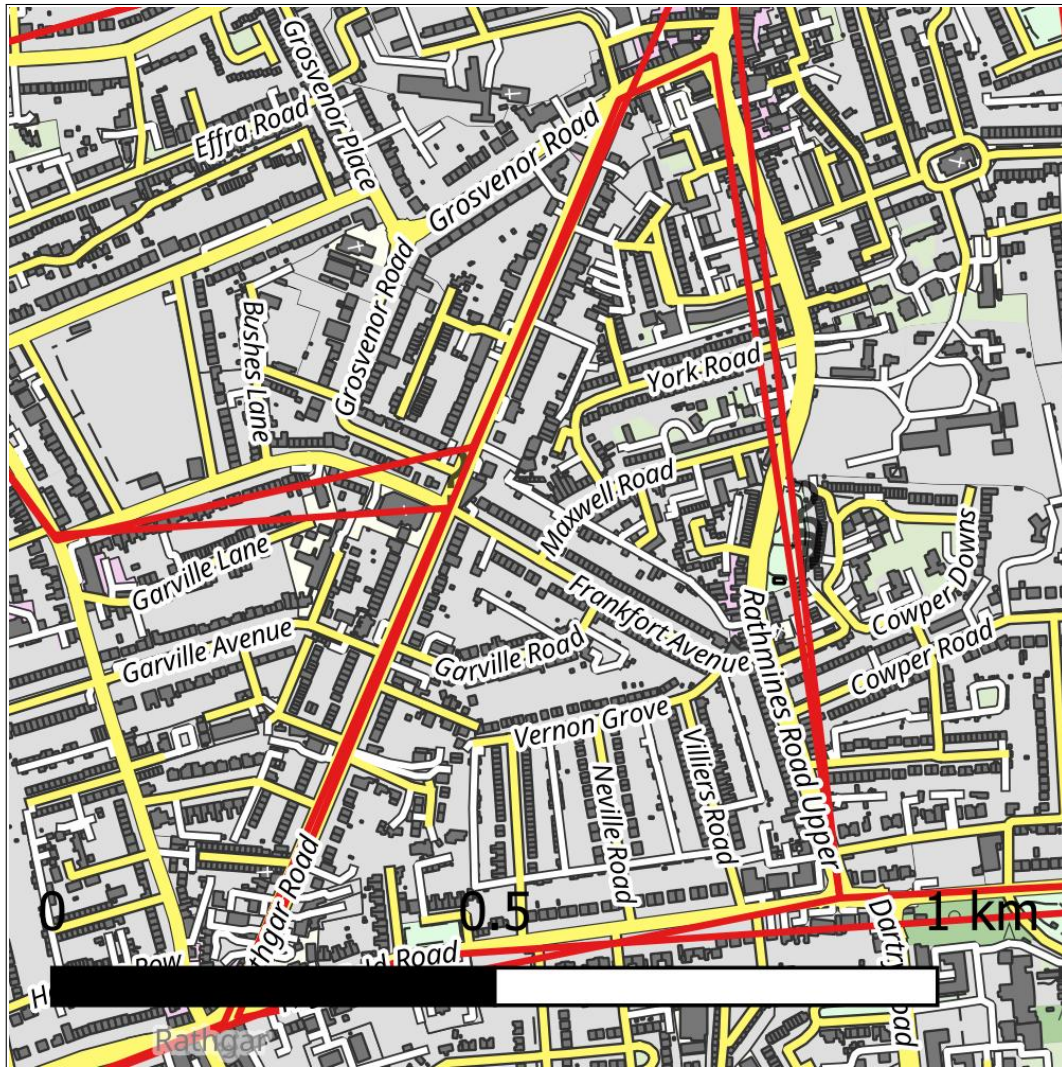 Grosvenor Place
Effra Road
Grosvenor Road
Grosvenor Road
Bushes Lane
York Road
Maxwell Road
Garville Lane
Frankfort Avenue
Cowper Downs
Garville Avenue
Garville Road
Cowper Road
Rathmines Road Upper
Vernon Grove
Villiers Road
Neville Road
Rathgar Road
0 0.5 1 km
Road
Row
Rathgar